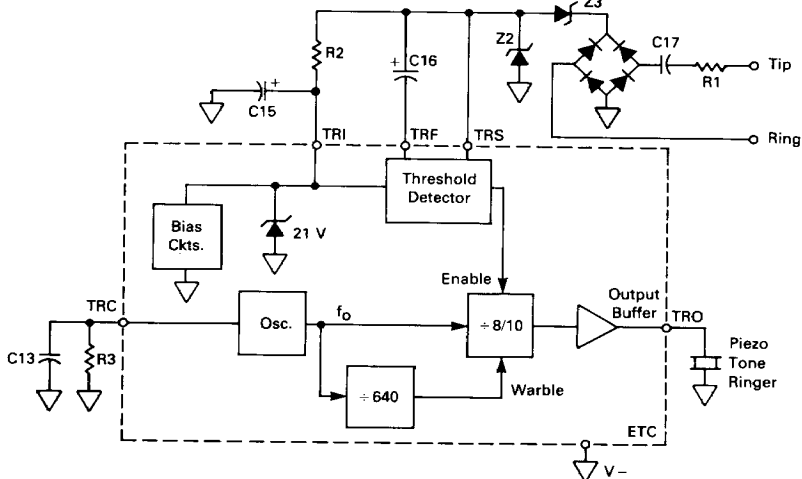 Z3
Z2
C17
R1
Tip
Ring
R2
+
C16
+
C15
TRI
TRF
TRS
Threshold
Detector
Bias
Ckts.
21 V
Enable
Output
Buffer
TRC
Osc.
fo
÷ 8/10
TRO
Piezo
Tone
Ringer
C13
R3
÷ 640
Warble
ETC
V−